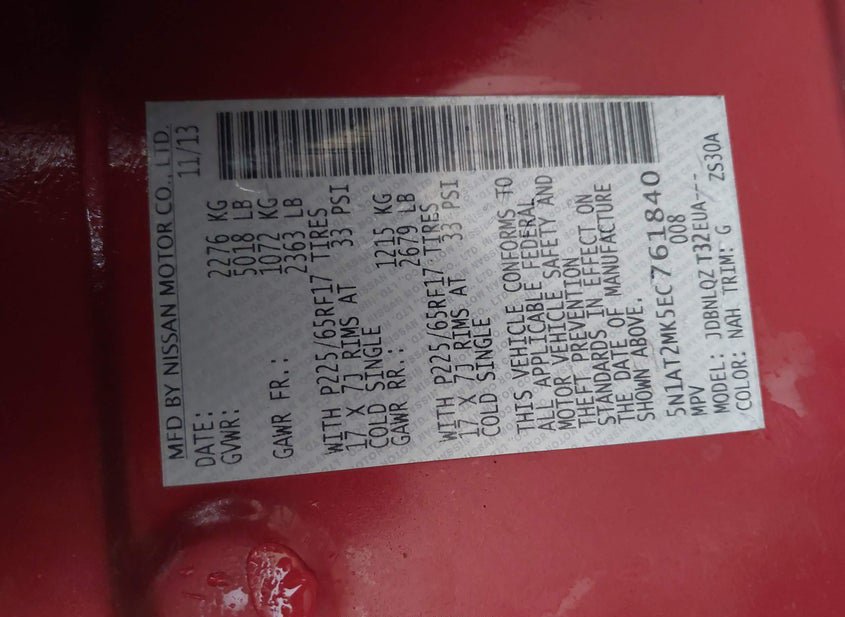 MFD BY NISSAN MOTOR CO., LTD.
DATE: 11/13
GVWR: 2276 KG
5018 LB
GAWR FR.: 1072 KG
2363 LB
WITH P225/65RF17 TIRES
17 X 7J RIMS AT 33 PSI
COLD SINGLE
GAWR RR.: 1215 KG
2679 LB
WITH P225/65RF17 TIRES
17 X 7J RIMS AT 33 PSI
COLD SINGLE
THIS VEHICLE CONFORMS TO
ALL APPLICABLE FEDERAL
MOTOR VEHICLE SAFETY AND
THEFT PREVENTION
STANDARDS IN EFFECT ON
THE DATE OF MANUFACTURE
SHOWN ABOVE.
5N1AT2MK5EC761840
MPV 008
MODEL: JDBNLQZ T32EUA---
COLOR: NAH TRIM: G ZS30A